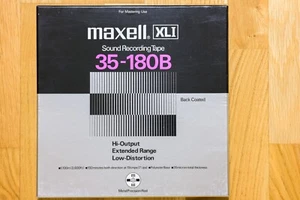 For Mastering Use
maxell XLI
Sound Recording Tape
35-180B
Back Coated
Hi-Output
Extended Range
Low-Distortion